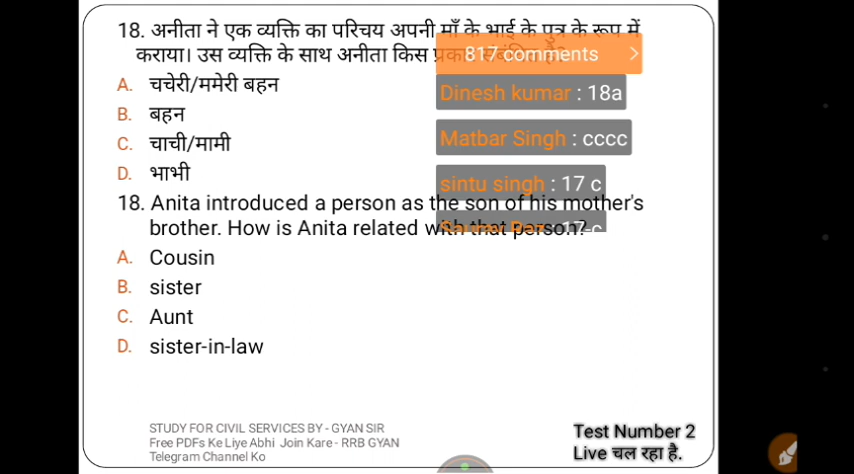 18. अनीता ने एक व्यक्ति का परिचय अपनी माँ के भाई के पुत्र के रूप में
कराया। उस व्यक्ति के साथ अनीता किस
817 comments
A. चचेरी/ममेरी बहन
Dinesh kumar : 18a
B. बहन
Matbar Singh : cccc
C. चाची/मामी
D. भाभी
sintu singh : 17 c
18. Anita introduced a person as the son of his mother's
brother. How is Anita related with that person?
A. Cousin
B. sister
C. Aunt
D. sister-in-law
STUDY FOR CIVIL SERVICES BY - GYAN SIR
Free PDFs Ke Liye Abhi Join Kare - RRB GYAN
Telegram Channel Ko
Test Number 2
Live चल रहा है.